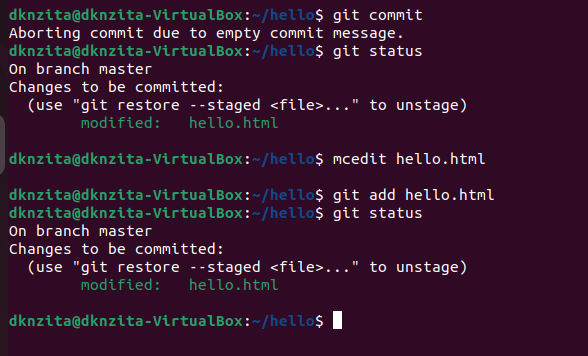 dknzita@dknzita-VirtualBox:~/hello$ git commit
Aborting commit due to empty commit message.
dknzita@dknzita-VirtualBox:~/hello$ git status
On branch master
Changes to be committed:
  (use "git restore --staged <file>..." to unstage)
        modified:   hello.html
dknzita@dknzita-VirtualBox:~/hello$ mcedit hello.html
dknzita@dknzita-VirtualBox:~/hello$ git add hello.html
dknzita@dknzita-VirtualBox:~/hello$ git status
On branch master
Changes to be committed:
  (use "git restore --staged <file>..." to unstage)
        modified:   hello.html
dknzita@dknzita-VirtualBox:~/hello$